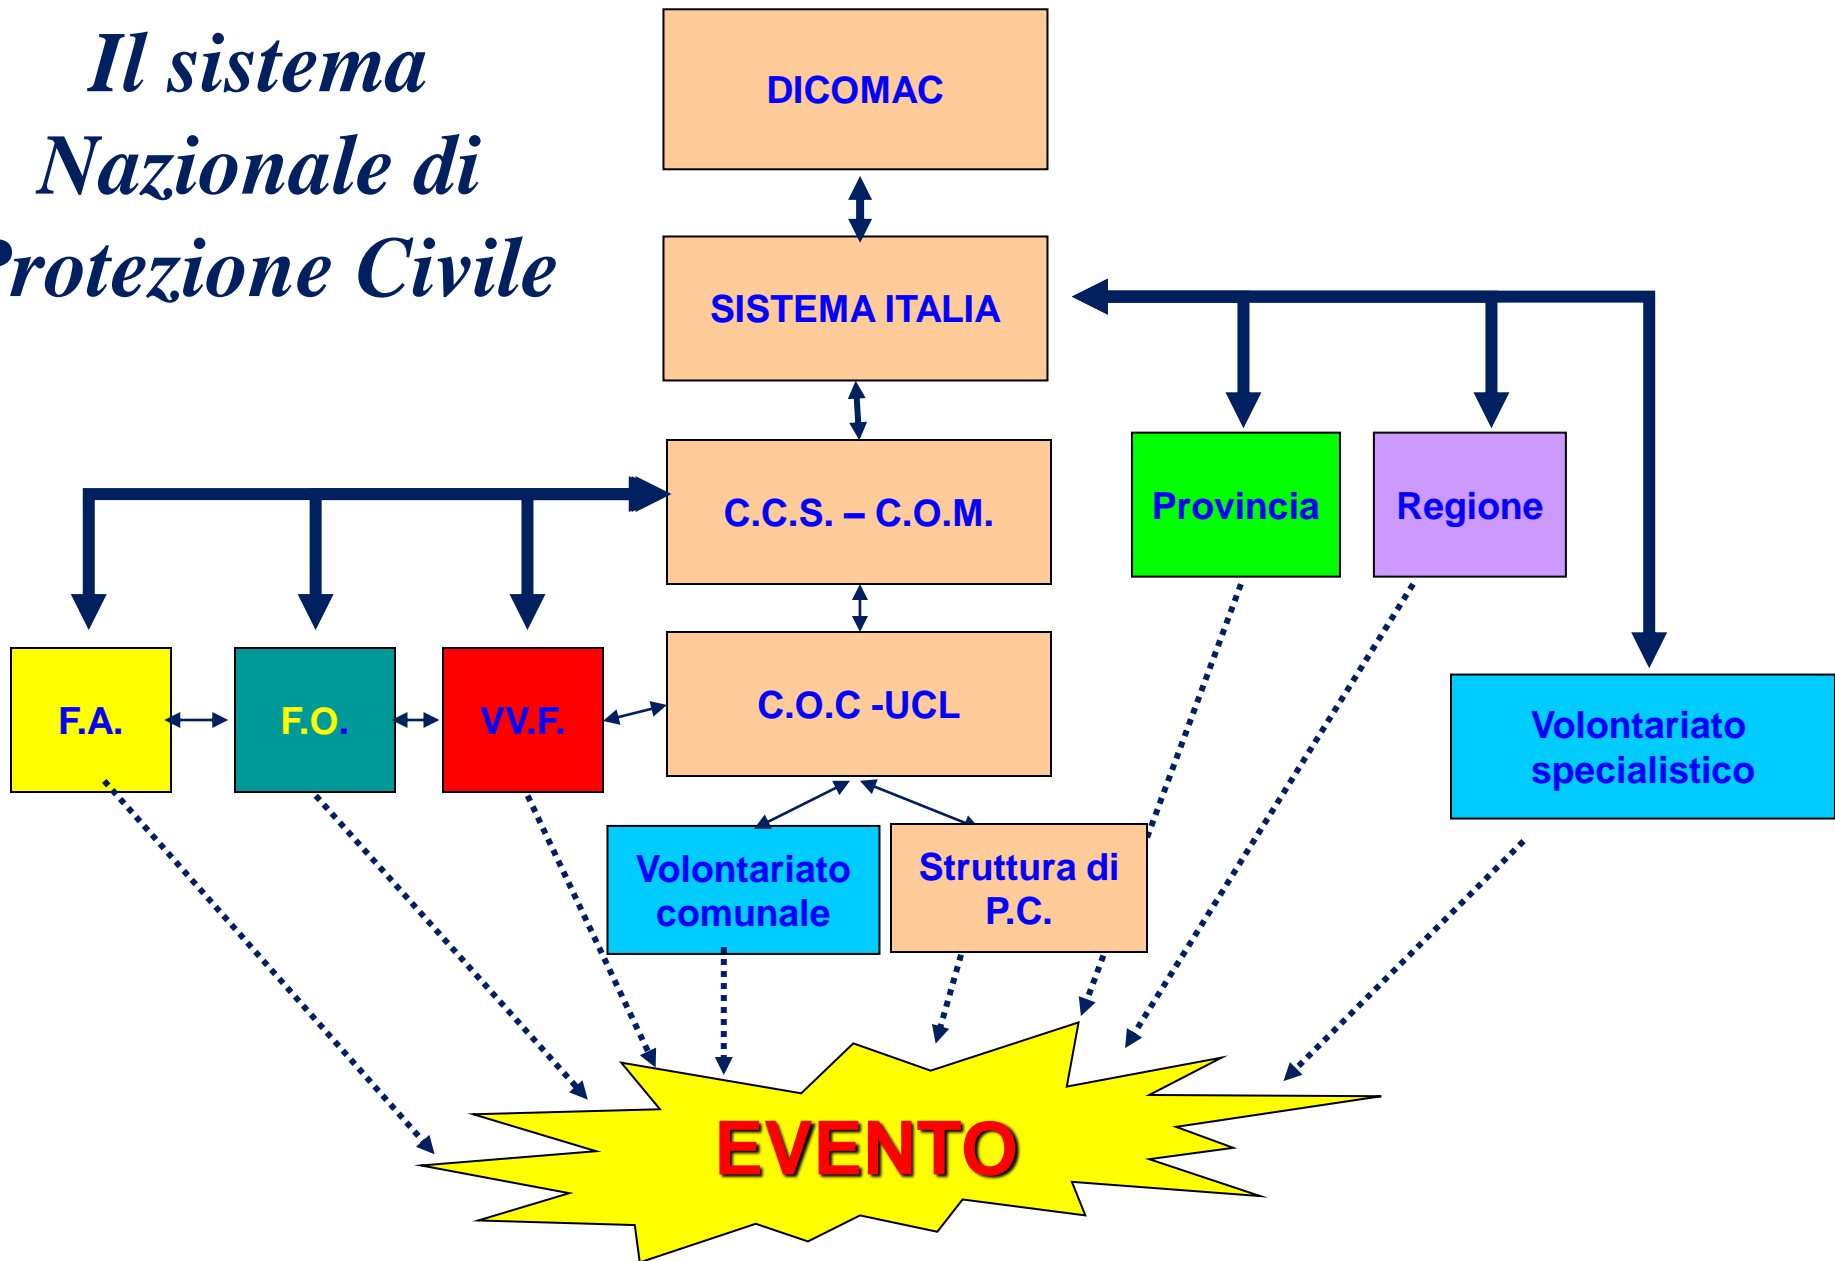 Il sistema
Nazionale di
Protezione Civile
DICOMAC
SISTEMA ITALIA
C.C.S. – C.O.M.
Provincia
Regione
F.A.
F.O.
VV.F.
C.O.C -UCL
Volontariato
specialistico
Volontariato
comunale
Struttura di
P.C.
EVENTO